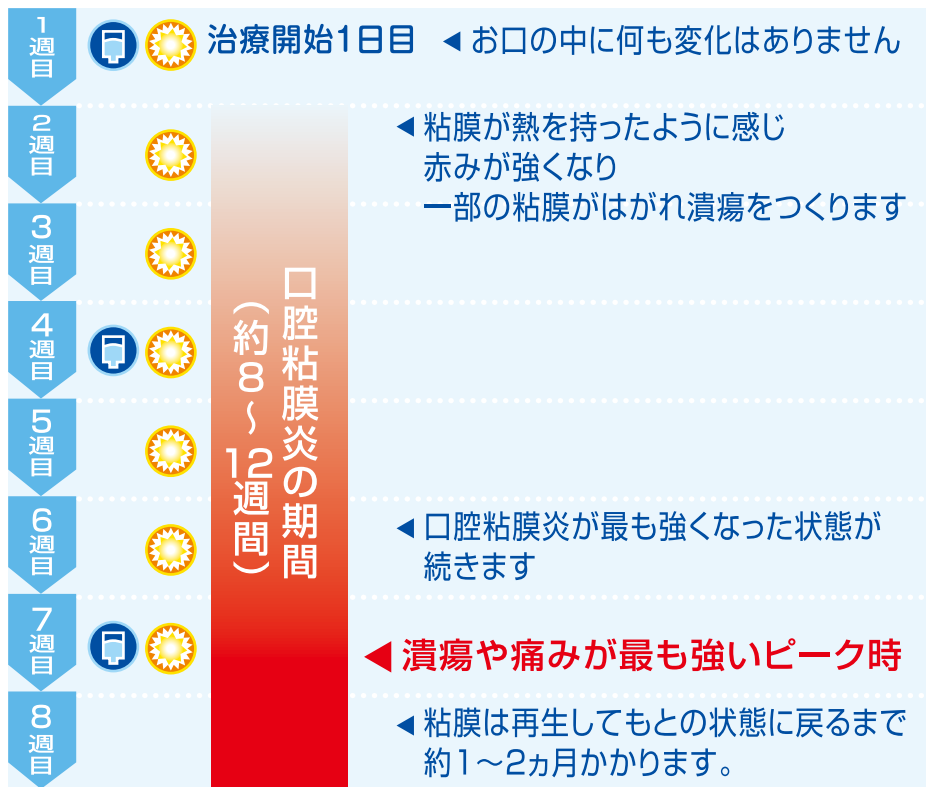 1週目
治療開始1日目
◀お口の中に何も変化はありません
2週目
◀粘膜が熱を持ったように感じ
赤みが強くなり
一部の粘膜がはがれ潰瘍をつくります
3週目
4週目
5週目
口腔粘膜炎の期間
(約8〜12週間)
6週目
◀口腔粘膜炎が最も強くなった状態が
続きます
7週目
◀潰瘍や痛みが最も強いピーク時
8週目
◀粘膜は再生してもとの状態に戻るまで
約1〜2ヵ月かかります。